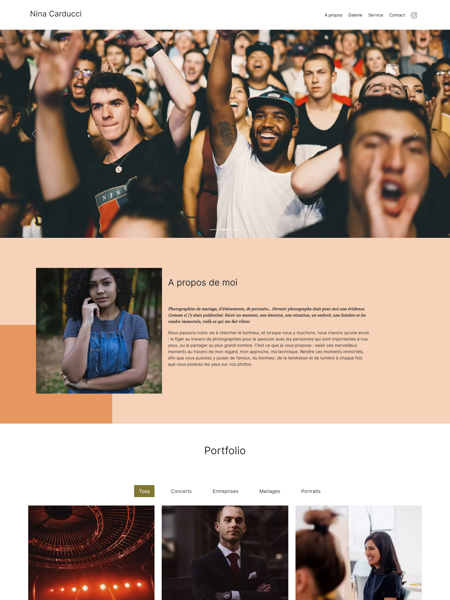 Nina Carducci
À propos Galerie Service Contact
A propos de moi
Photographies de mariage, d'évènements, de portraits... Devenir photographe était pour moi une évidence.
Comme si j'y étais prédestinée. Saisir un moment, une émotion, une situation, un endroit, une lumière et les
rendre immortels, voilà ce qui me fait vibrer.
Nous passons notre vie à chercher le bonheur, et lorsque nous y touchons, nous n'avons qu'une envie
: le figer au travers de photographies pour le savourer avec les personnes qui sont importantes à nos
yeux, ou le partager au plus grand nombre. C'est ce que je vous propose : saisir ces merveilleux
moments au travers de mon regard, mon approche, ma technique. Rendre ces moments immortels,
afin que vous puissiez y puiser de l'amour, du bonheur, de la tendresse et de lumière à chaque fois
que vous poserez les yeux sur vos photos.
Portfolio
Tous Concerts Entreprises Mariages Portraits